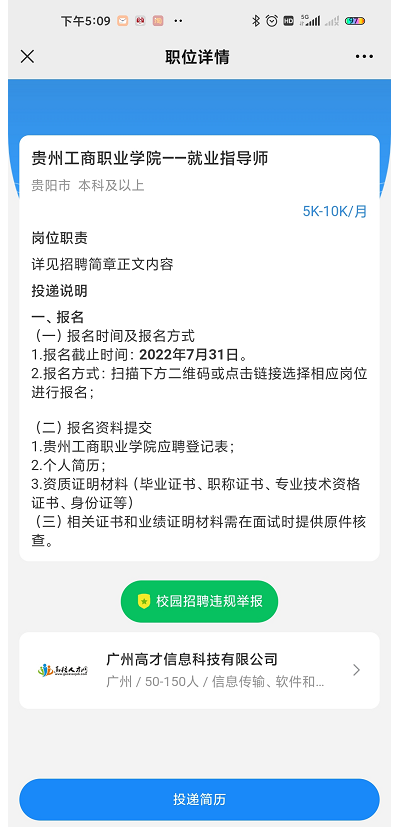 下午5:09
HD 5G
职位详情
贵州工商职业学院——就业指导师
贵阳市 本科及以上
5K-10K/月
岗位职责
详见招聘简章正文内容
投递说明
一、报名
（一）报名时间及报名方式
1.报名截止时间：2022年7月31日。
2.报名方式：扫描下方二维码或点击链接选择相应岗位
进行报名；
（二）报名资料提交
1.贵州工商职业学院应聘登记表；
2.个人简历；
3.资质证明材料（毕业证书、职称证书、专业技术资格
证书、身份证等）
（三）相关证书和业绩证明材料需在面试时提供原件核
查。
校园招聘违规举报
广州高才信息科技有限公司
广州 / 50-150人 / 信息传输、软件和...
投递简历